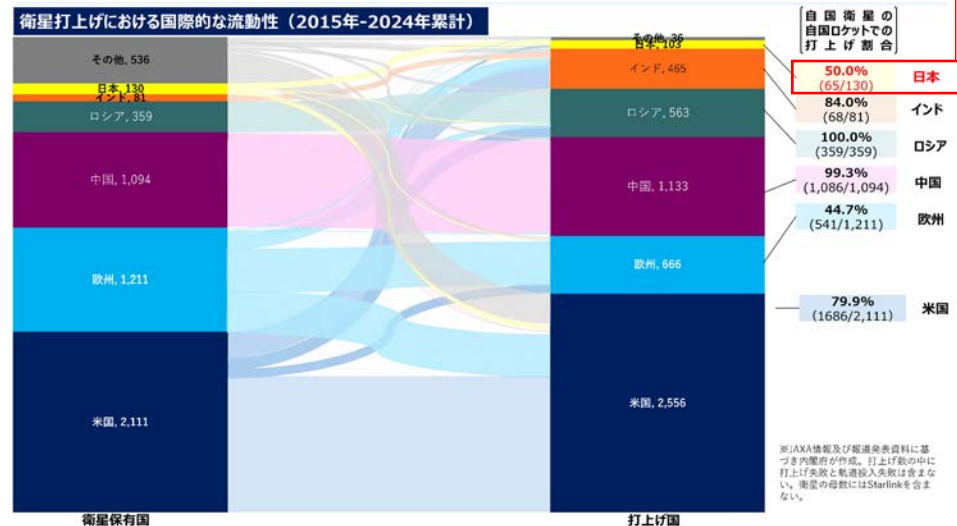 衛星打上げにおける国際的な流動性（2015年-2024年累計）
自国衛星の
自国ロケットでの
打上げ割合
その他, 536
日本, 130
インド, 81
ロシア, 359
中国, 1,094
欧州, 1,211
米国, 2,111
衛星保有国
その他, 36
日本, 103
インド, 465
ロシア, 563
中国, 1,133
欧州, 666
米国, 2,556
打上げ国
50.0%
(65/130)
日本
84.0%
(68/81)
インド
100.0%
(359/359)
ロシア
99.3%
(1,086/1,094)
中国
44.7%
(541/1,211)
欧州
79.9%
(1686/2,111)
米国
※JAXA情報及び報道発表資料に基
づき内閣府が作成。打上げ数の中に
打上げ失敗と軌道投入失敗は含まな
い。衛星の母数にはStarlinkを含ま
ない。